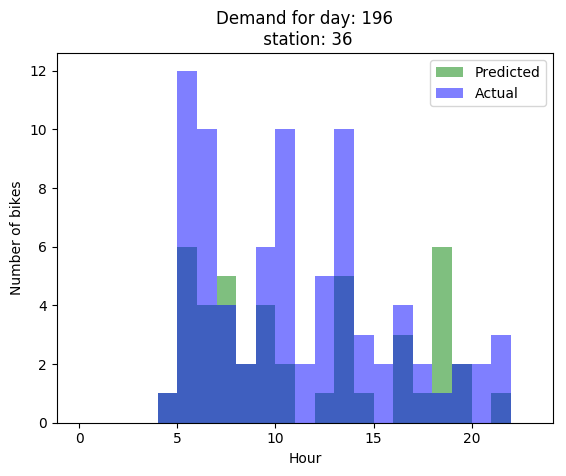 Demand for day: 196
station: 36
Predicted
Actual
Number of bikes
12
10
8
6
4
2
0
0
5
10
15
20
Hour